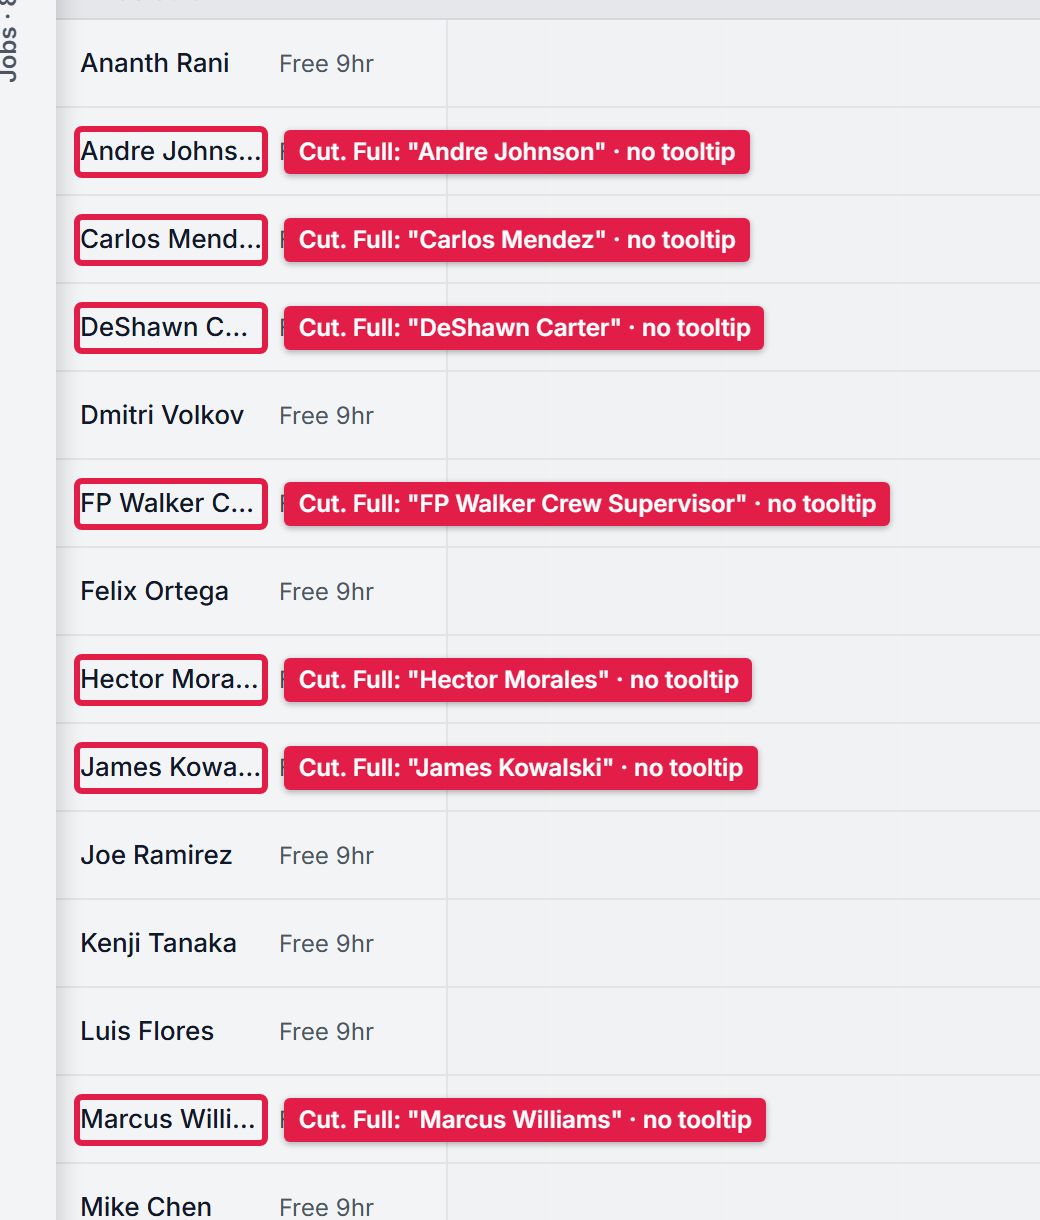 Jobs ·
Ananth Rani Free 9hr
Andre Johns... Cut. Full: "Andre Johnson" · no tooltip
Carlos Mend... Cut. Full: "Carlos Mendez" · no tooltip
DeShawn C... Cut. Full: "DeShawn Carter" · no tooltip
Dmitri Volkov Free 9hr
FP Walker C... Cut. Full: "FP Walker Crew Supervisor" · no tooltip
Felix Ortega Free 9hr
Hector Mora... Cut. Full: "Hector Morales" · no tooltip
James Kowa... Cut. Full: "James Kowalski" · no tooltip
Joe Ramirez Free 9hr
Kenji Tanaka Free 9hr
Luis Flores Free 9hr
Marcus Willi... Cut. Full: "Marcus Williams" · no tooltip
Mike Chen Free 9hr